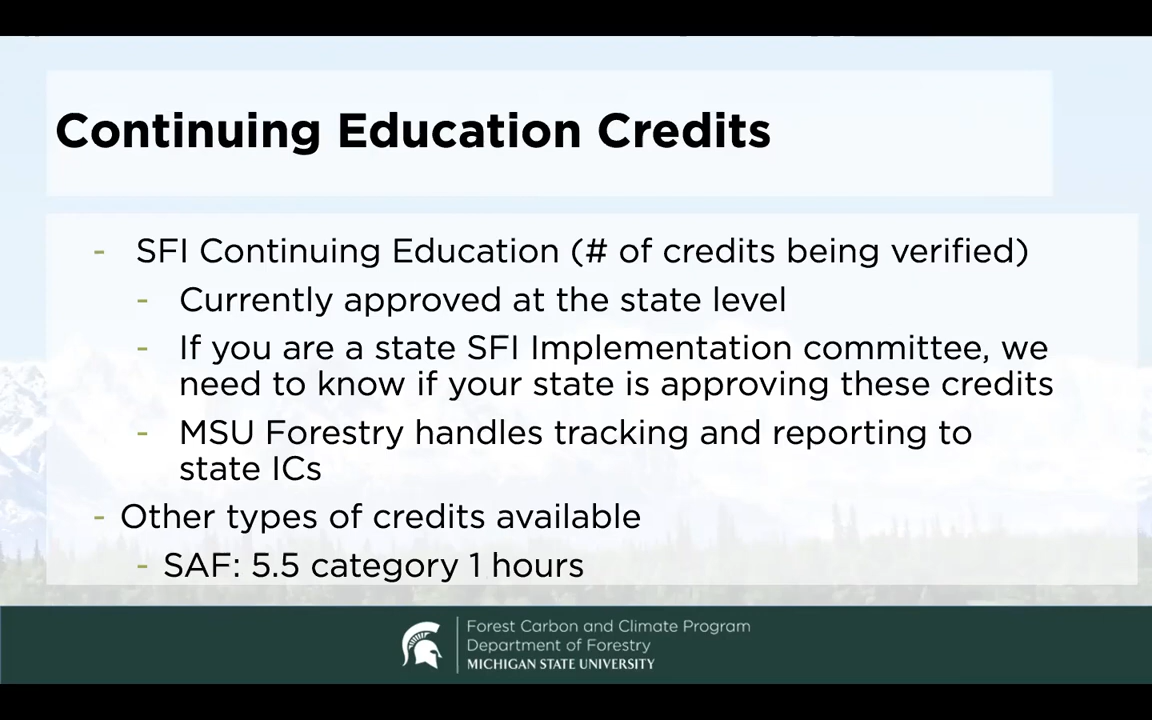 Continuing Education Credits
- SFI Continuing Education (# of credits being verified)
- Currently approved at the state level
- If you are a state SFI Implementation committee, we
need to know if your state is approving these credits
- MSU Forestry handles tracking and reporting to
state ICs
- Other types of credits available
- SAF: 5.5 category 1 hours
Forest Carbon and Climate Program
Department of Forestry
MICHIGAN STATE UNIVERSITY